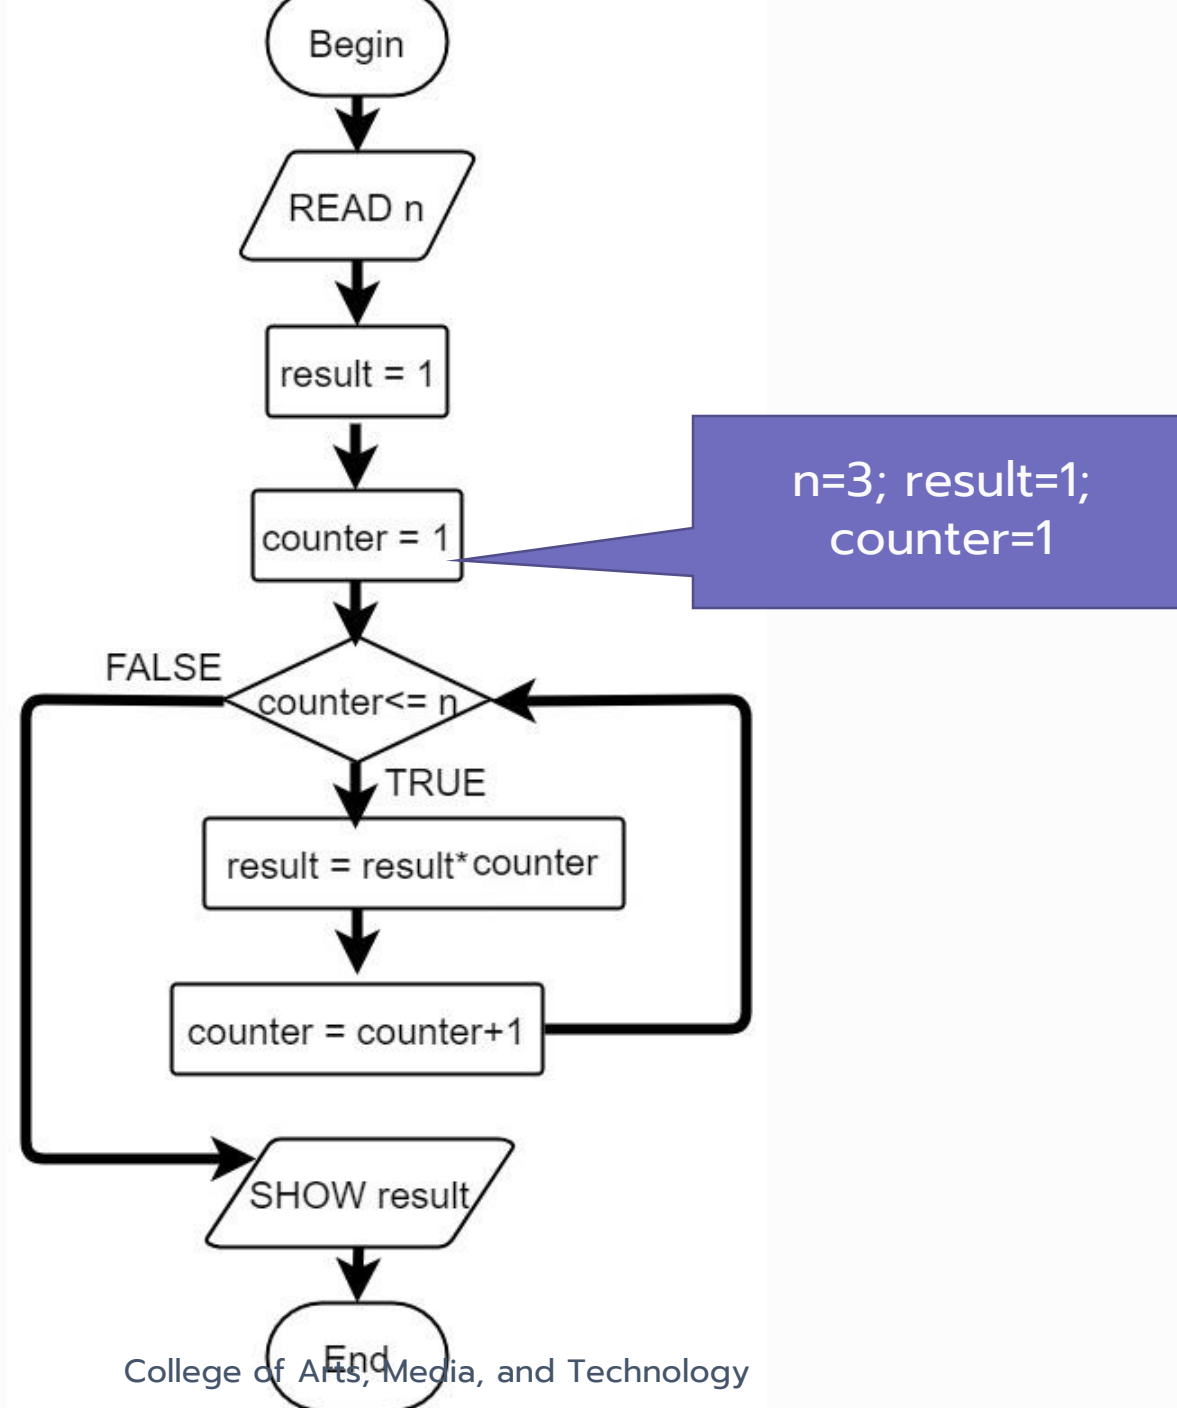 Begin
READ n
result = 1
n=3; result=1;
counter=1
counter = 1
FALSE
counter<= n
TRUE
result = result*counter
counter = counter+1
SHOW result
End
College of Arts, Media, and Technology